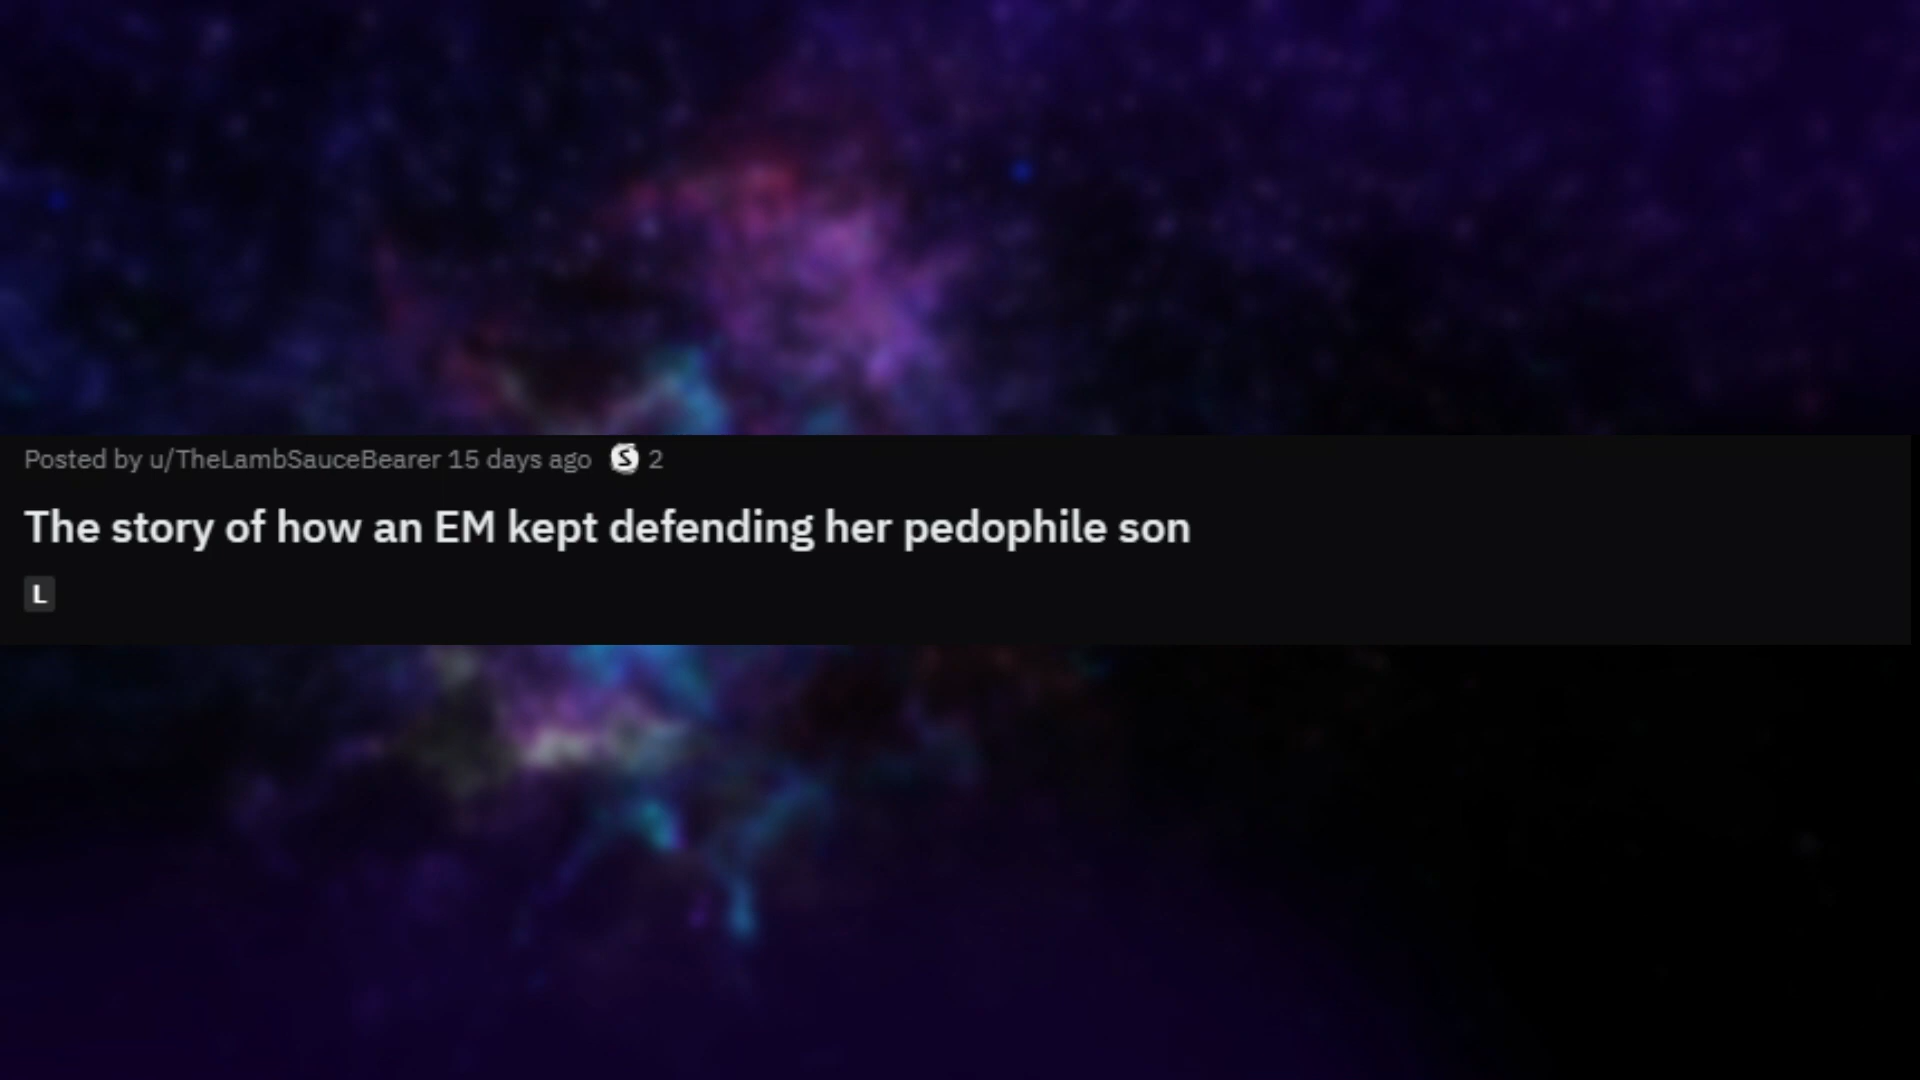 Posted by u/TheLambSauceBearer 15 days ago S 2
The story of how an EM kept defending her pedophile son
L